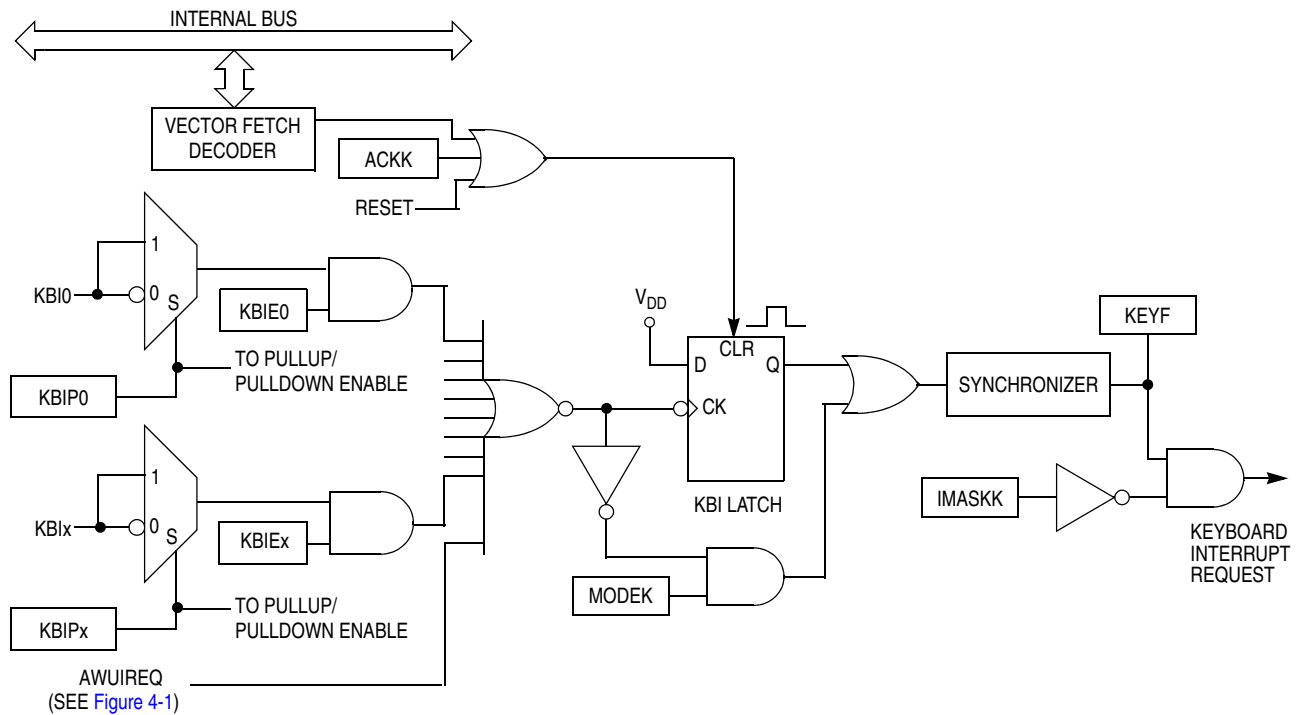 INTERNAL BUS
VECTOR FETCH
DECODER
ACKK
RESET
1
KBI0
0
S
KBIE0
TO PULLUP/
PULLDOWN ENABLE
KBIP0
VDD
CLR
D
Q
CK
KBI LATCH
KEYF
SYNCHRONIZER
IMASKK
KEYBOARD
INTERRUPT
REQUEST
1
KBIx
0
S
KBIEx
MODEK
TO PULLUP/
PULLDOWN ENABLE
KBIPx
AWUIREQ
(SEE Figure 4-1)